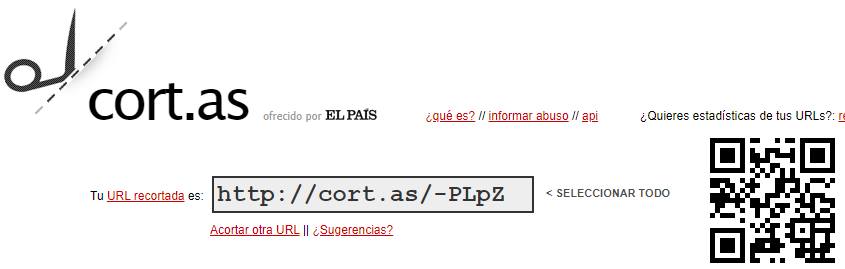 cort.as ofrecido por EL PAÍS ¿qué es? // informar abuso // api ¿Quieres estadísticas de tus URLs?:
Tu URL recortada es: http://cort.as/-PLpZ < SELECCIONAR TODO
Acortar otra URL || ¿Sugerencias?